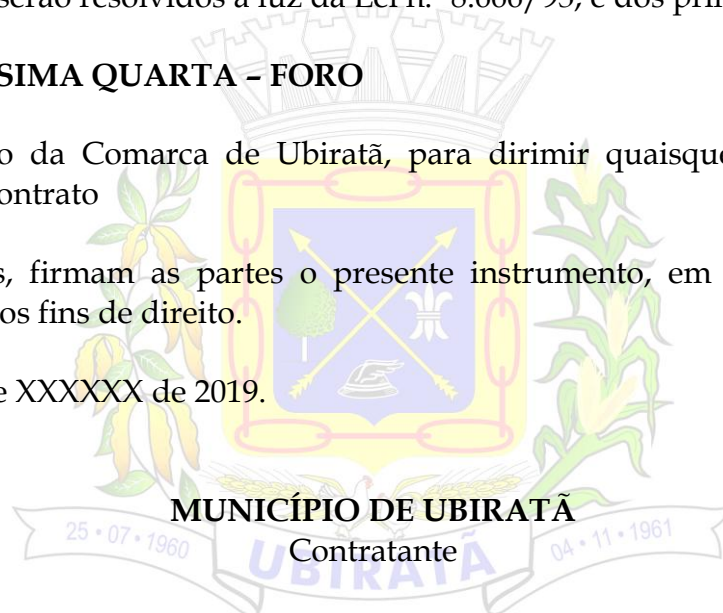 serão resolvidos à luz da Lei n.º 8.666/93, e dos
SIMA QUARTA – FORO
o da Comarca de Ubiratã, para dirimir
ontrato
s, firmam as partes o presente instrumento, em
os fins de direito.
e XXXXXX de 2019.
MUNICÍPIO DE UBIRATÃ
Contratante
25 • 07 • 1960
UBIRATÃ
04 • 11 • 1961